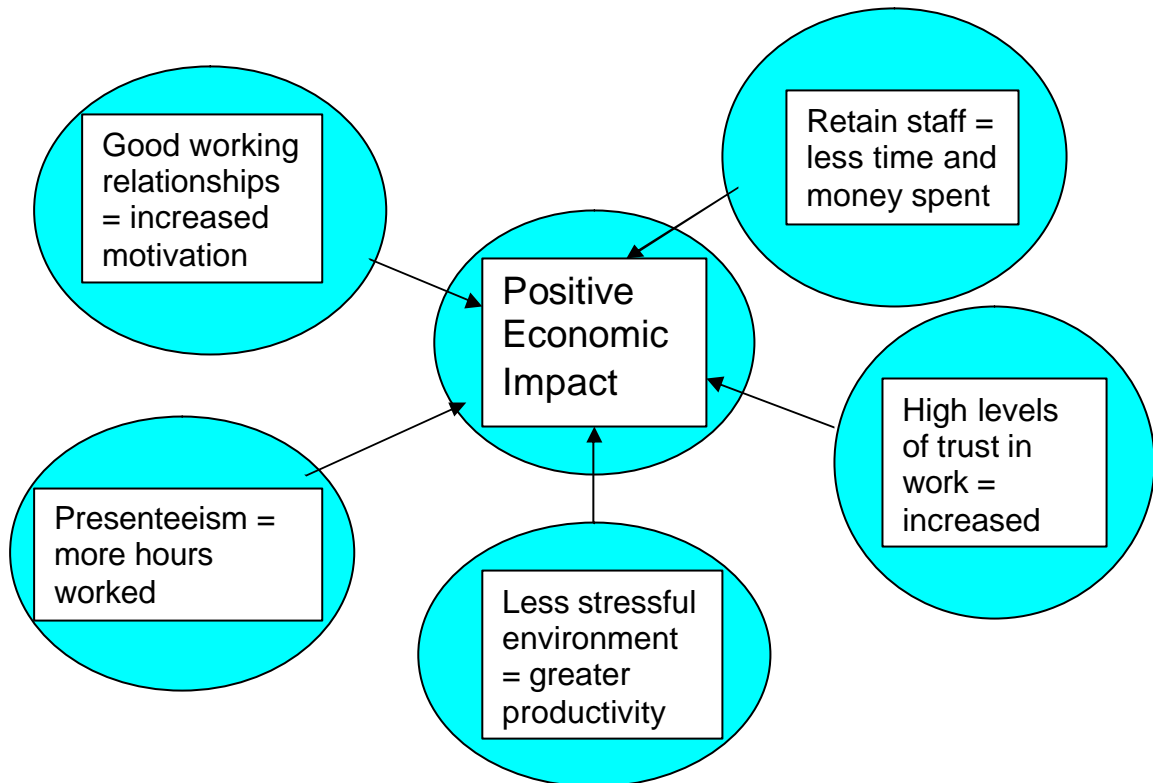 Good working
relationships
= increased
motivation
Retain staff =
less time and
money spent
Positive
Economic
Impact
High levels
of trust in
work =
increased
Presenteeism =
more hours
worked
Less stressful
environment
= greater
productivity